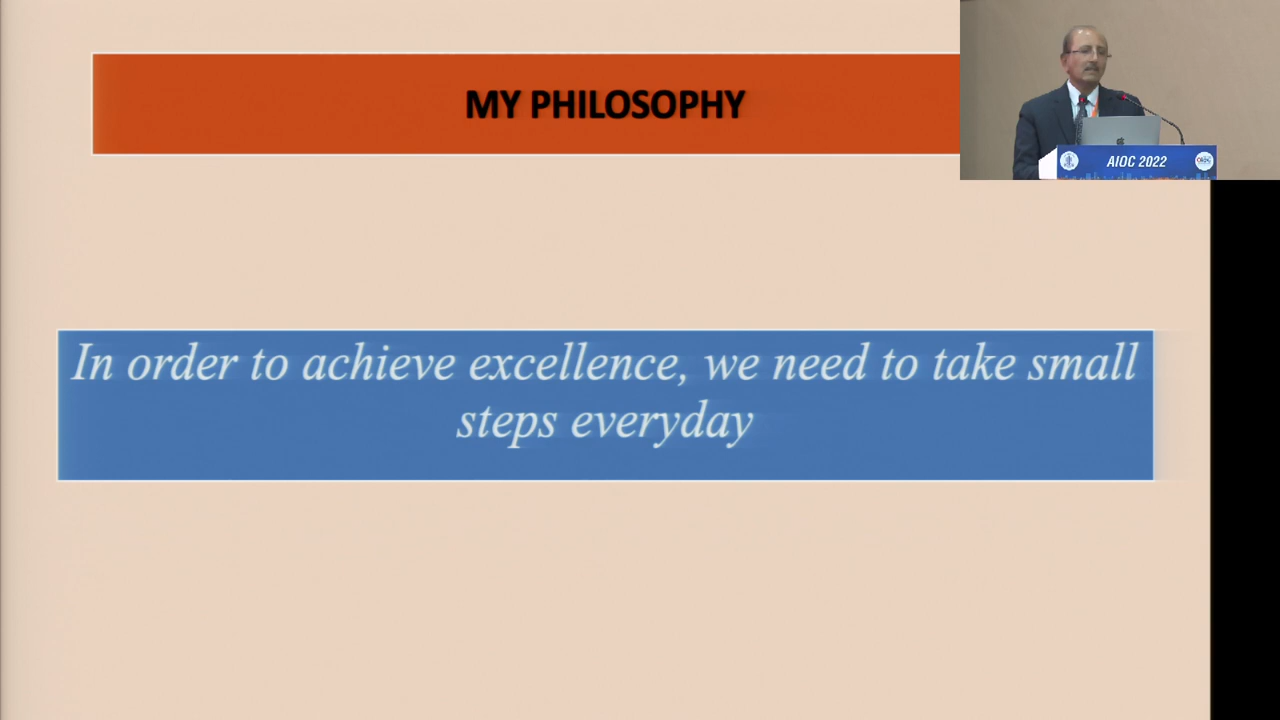 MY PHILOSOPHY
AIOC 2022
In order to achieve excellence, we need to take small
steps everyday